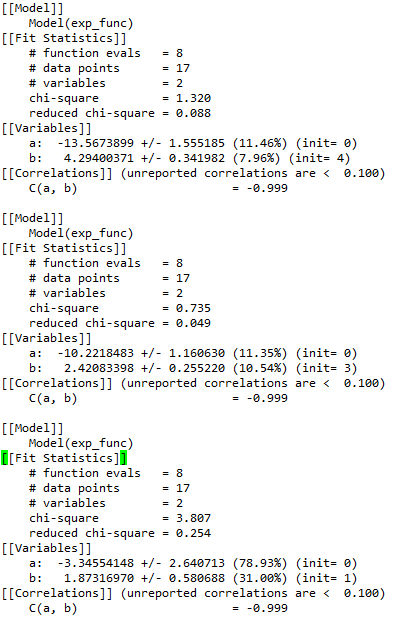 [[Model]]
    Model(exp_func)
[[Fit Statistics]]
    # function evals   = 8
    # data points      = 17
    # variables        = 2
    chi-square         = 1.320
    reduced chi-square = 0.088
[[Variables]]
    a:  -13.5673899 +/- 1.555185 (11.46%) (init= 0)
    b:   4.29400371 +/- 0.341982 (7.96%) (init= 4)
[[Correlations]] (unreported correlations are <  0.100)
    C(a, b)                      = -0.999
[[Model]]
    Model(exp_func)
[[Fit Statistics]]
    # function evals   = 8
    # data points      = 17
    # variables        = 2
    chi-square         = 0.735
    reduced chi-square = 0.049
[[Variables]]
    a:  -10.2218483 +/- 1.160630 (11.35%) (init= 0)
    b:   2.42083398 +/- 0.255220 (10.54%) (init= 3)
[[Correlations]] (unreported correlations are <  0.100)
    C(a, b)                      = -0.999
[[Model]]
    Model(exp_func)
[[Fit Statistics]]
    # function evals   = 8
    # data points      = 17
    # variables        = 2
    chi-square         = 3.807
    reduced chi-square = 0.254
[[Variables]]
    a:  -3.34554148 +/- 2.640713 (78.93%) (init= 0)
    b:   1.87316970 +/- 0.580688 (31.00%) (init= 1)
[[Correlations]] (unreported correlations are <  0.100)
    C(a, b)                      = -0.999